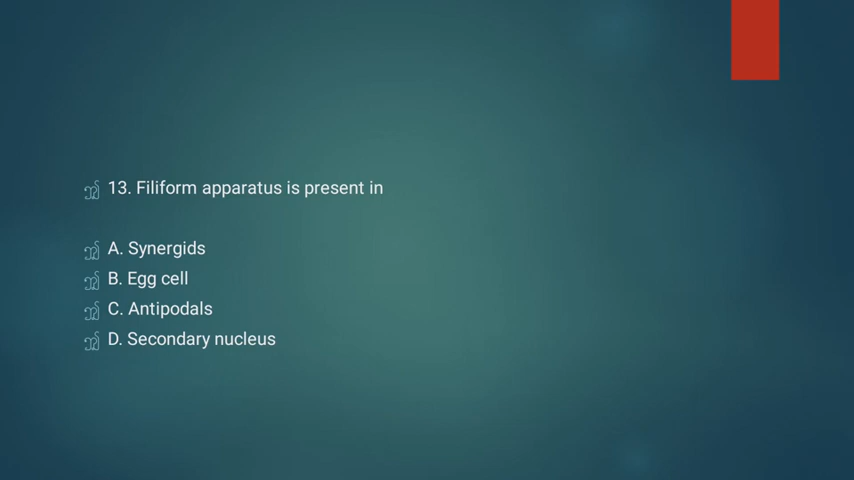 13. Filiform apparatus is present in
A. Synergids
B. Egg cell
C. Antipodals
D. Secondary nucleus